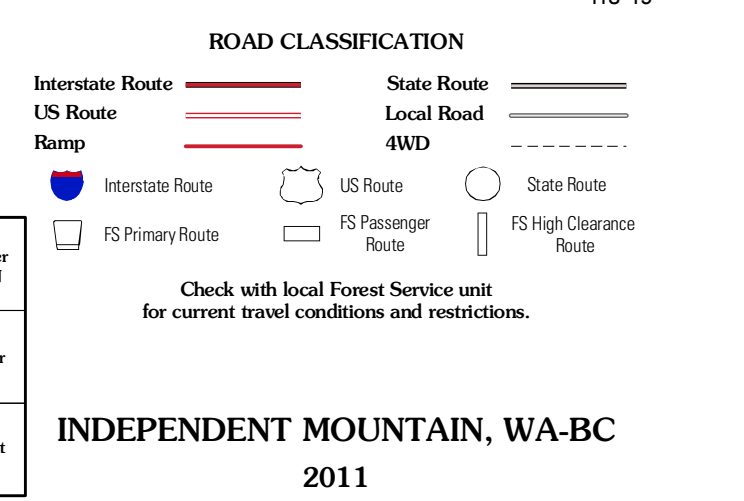 ROAD CLASSIFICATION
Interstate Route
State Route
US Route
Local Road
Ramp
4WD
Interstate Route
US Route
State Route
FS Primary Route
FS Passenger
Route
FS High Clearance
Route
Check with local Forest Service unit
for current travel conditions and restrictions.
INDEPENDENT MOUNTAIN, WA-BC
2011